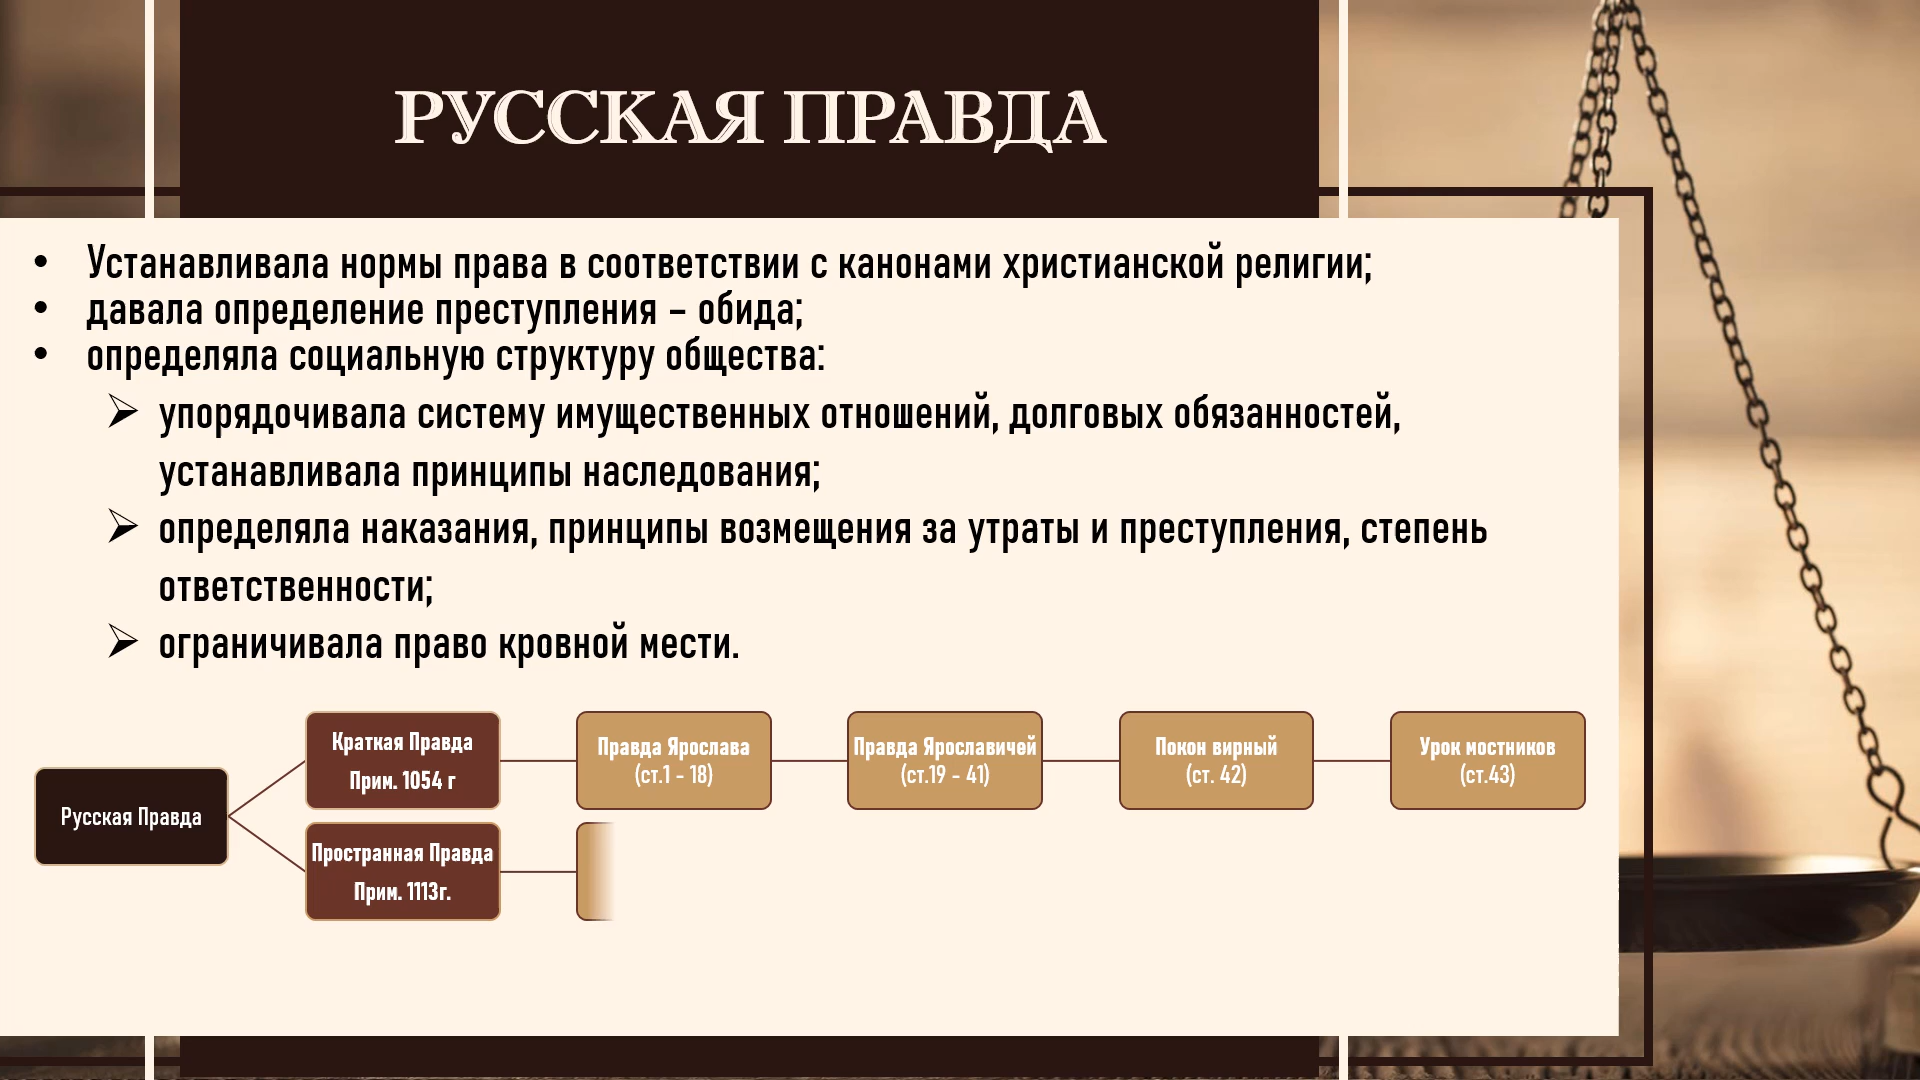 РУССКАЯ ПРАВДА
• Устанавливала нормы права в соответствии с канонами христианской религии;
• давала определение преступления – обида;
• определяла социальную структуру общества:
➢ упорядочивала систему имущественных отношений, долговых обязанностей,
устанавливала принципы наследования;
➢ определяла наказания, принципы возмещения за утраты и преступления, степень
ответственности;
➢ ограничивала право кровной мести.
Русская Правда
Краткая Правда
Прим. 1054 г
Правда Ярослава
(ст.1 - 18)
Правда Ярославичей
(ст.19 - 41)
Покон вирный
(ст. 42)
Урок мостников
(ст.43)
Пространная Правда
Прим. 1113г.